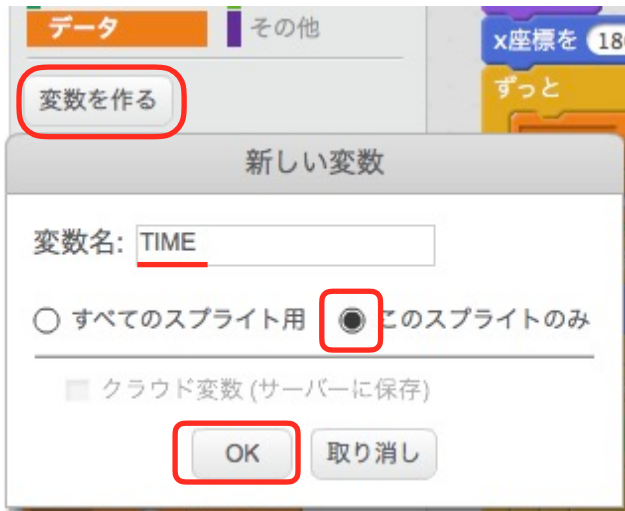 データ その他
x座標を 180
変数を作る
ずっと
新しい変数
変数名: TIME
すべてのスプライト用 このスプライトのみ
クラウド変数 (サーバーに保存)
OK 取り消し